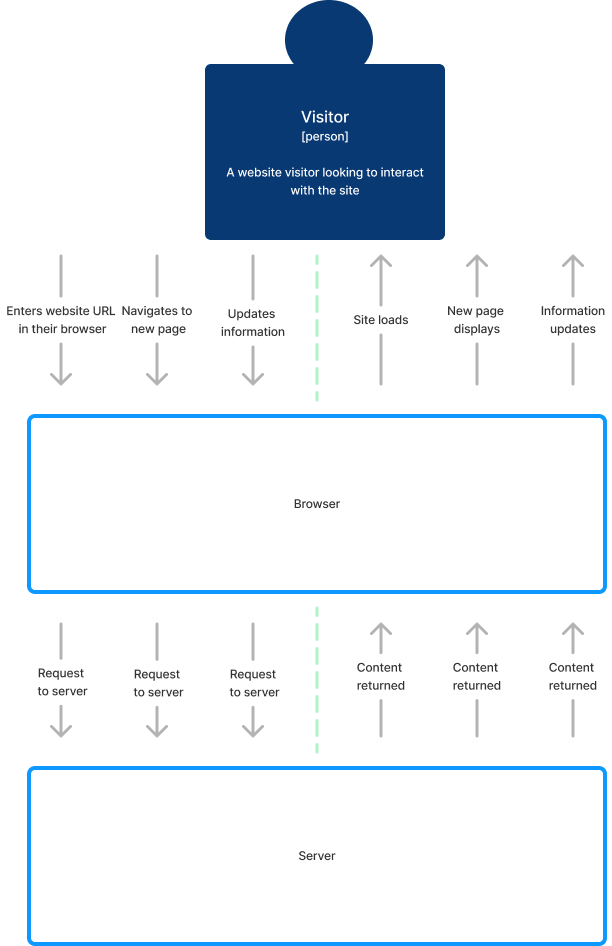 Visitor
[person]
A website visitor looking to interact
with the site
Enters website URL
in their browser
Navigates to
new page
Updates
information
Site loads
New page
displays
Information
updates
Browser
Request
to server
Request
to server
Request
to server
Content
returned
Content
returned
Content
returned
Server